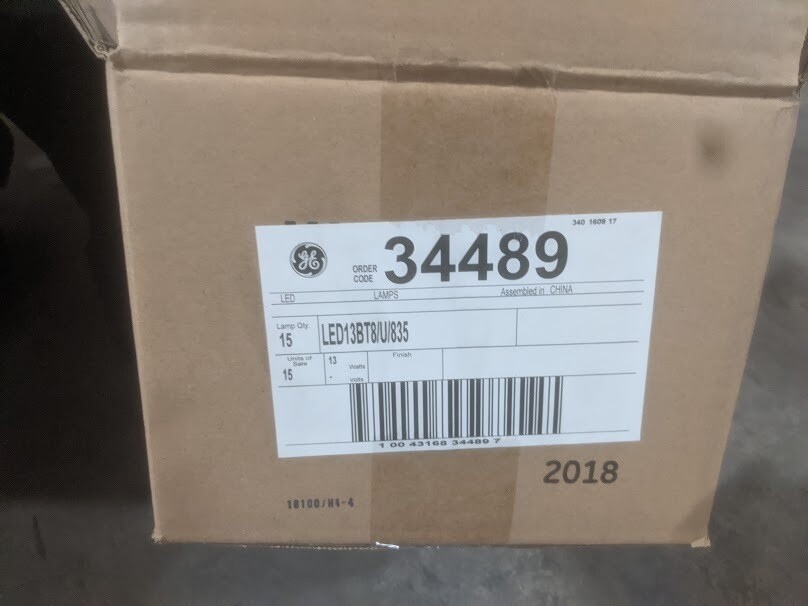 340 1609 17
GE
ORDER CODE 34489
LED LAMPS Assembled in CHINA
Lamp Qty. 15 LED13BT8/U/835
Units of Sale 15 13 Watts Finish
- Volts
1 00 43168 34489 7
2018
18100/H4-4